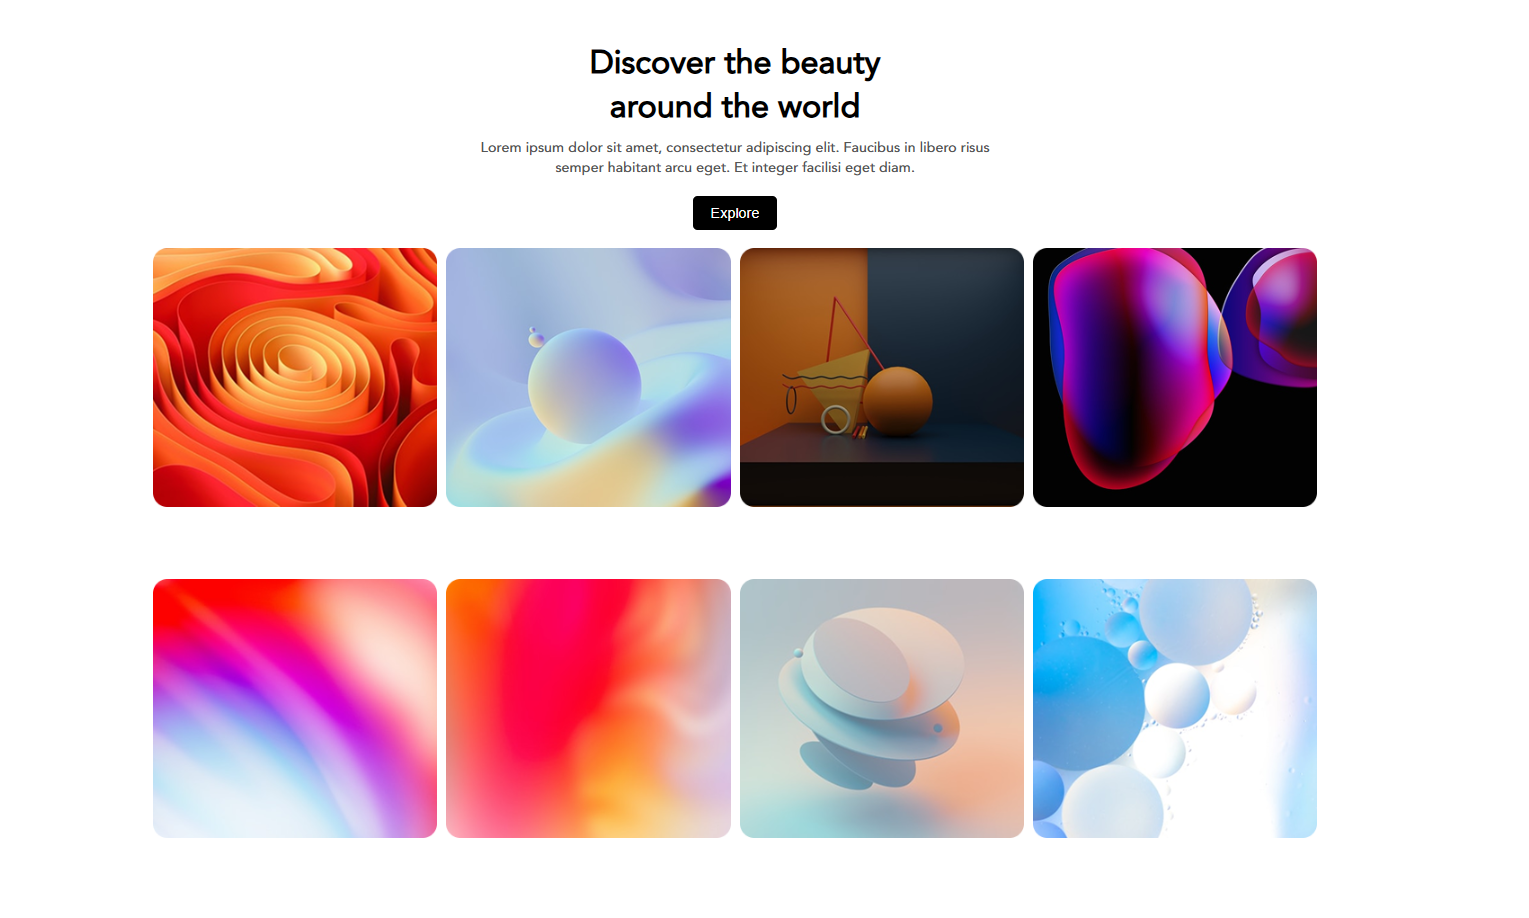 Discover the beauty
around the world
Lorem ipsum dolor sit amet, consectetur adipiscing elit. Faucibus in libero risus
semper habitant arcu eget. Et integer facilisi eget diam.
Explore